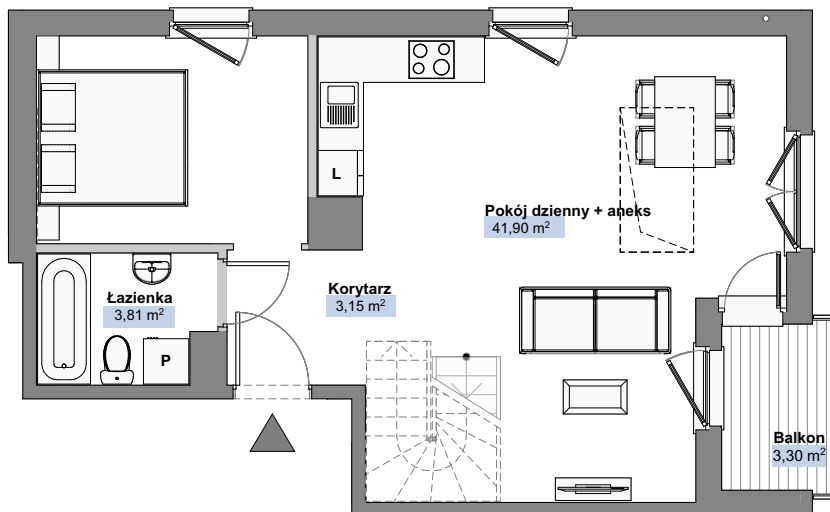 L
Pokój dzienny + aneks
41,90 m²
Korytarz
3,15 m²
Łazienka
3,81 m²
P
Balkon
3,30 m²